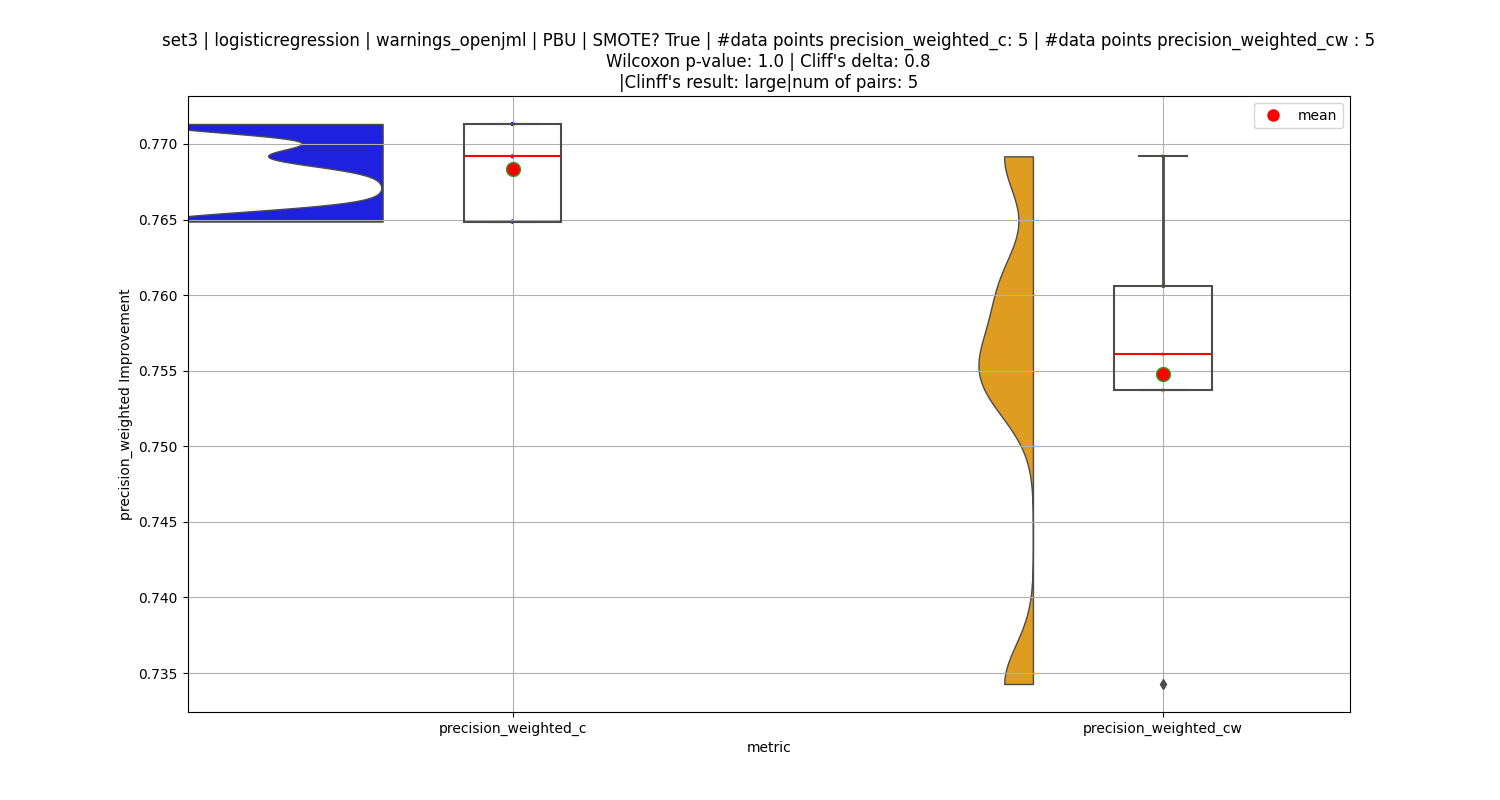 set3 | logisticregression | warnings_openjml | PBU | SMOTE? True | #data points precision_weighted_c: 5 | #data points precision_weighted_cw : 5
Wilcoxon p-value: 1.0 | Cliff's delta: 0.8
|Clinff's result: large|num of pairs: 5
mean
0.770
0.765
0.760
0.755
0.750
0.745
0.740
0.735
precision_weighted Improvement
precision_weighted_c
precision_weighted_cw
metric